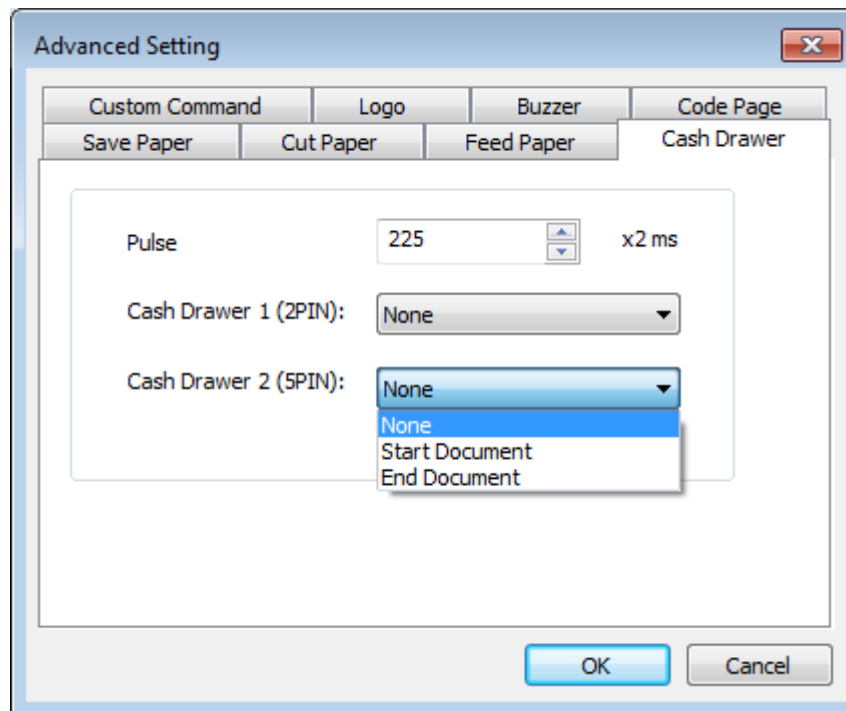 Advanced Setting
Custom Command Logo Buzzer Code Page
Save Paper Cut Paper Feed Paper Cash Drawer
Pulse 225 x2 ms
Cash Drawer 1 (2PIN): None
Cash Drawer 2 (5PIN): None
None
Start Document
End Document
OK Cancel